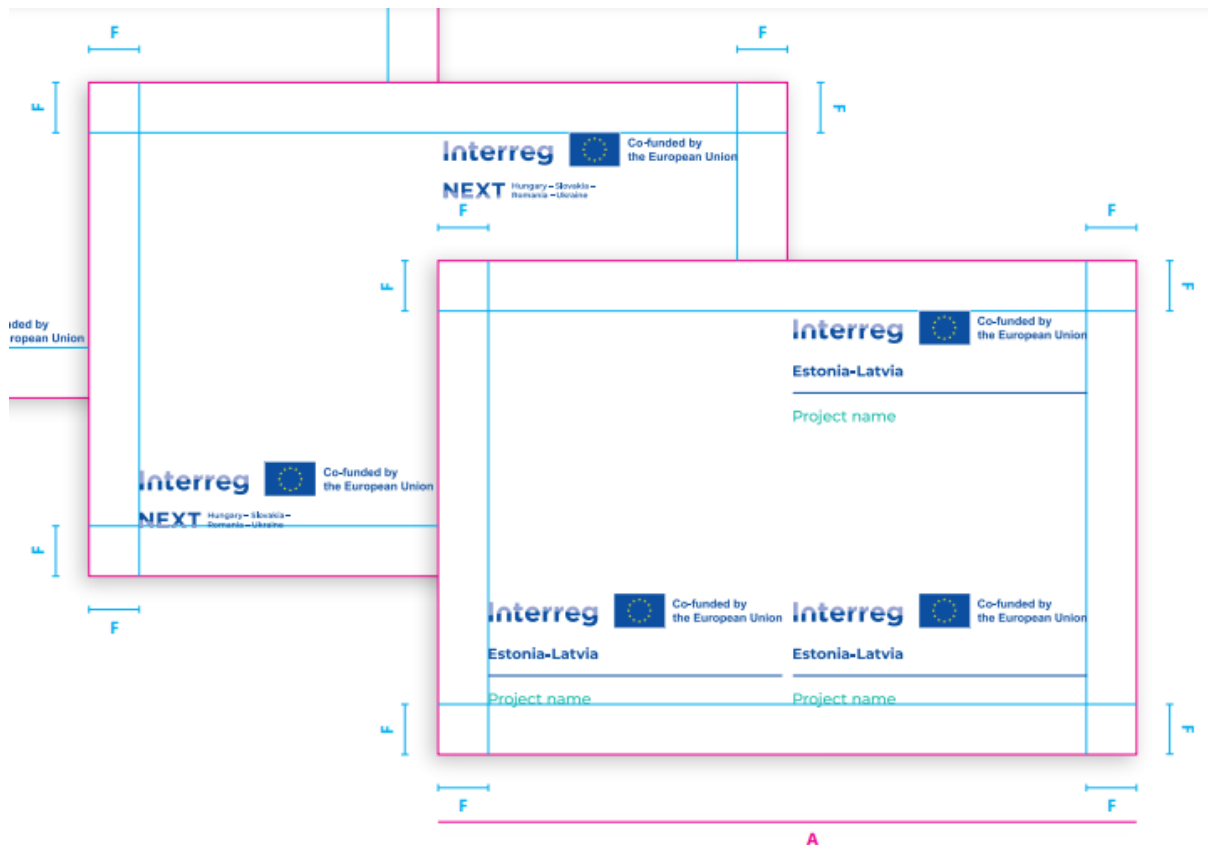 F
F
F
F
Interreg
Co-funded by
the European Union
NEXT
Hungary – Slovakia –
Romania – Ukraine
F
F
F
F
ded by
ropean Union
Interreg
Co-funded by
the European Union
Estonia-Latvia
Project name
Interreg
Co-funded by
the European Union
NEXT
Hungary – Slovakia –
Romania – Ukraine
F
F
Interreg
Co-funded by
the European Union
Estonia-Latvia
Project name
Interreg
Co-funded by
the European Union
Estonia-Latvia
Project name
F
F
F
F
A